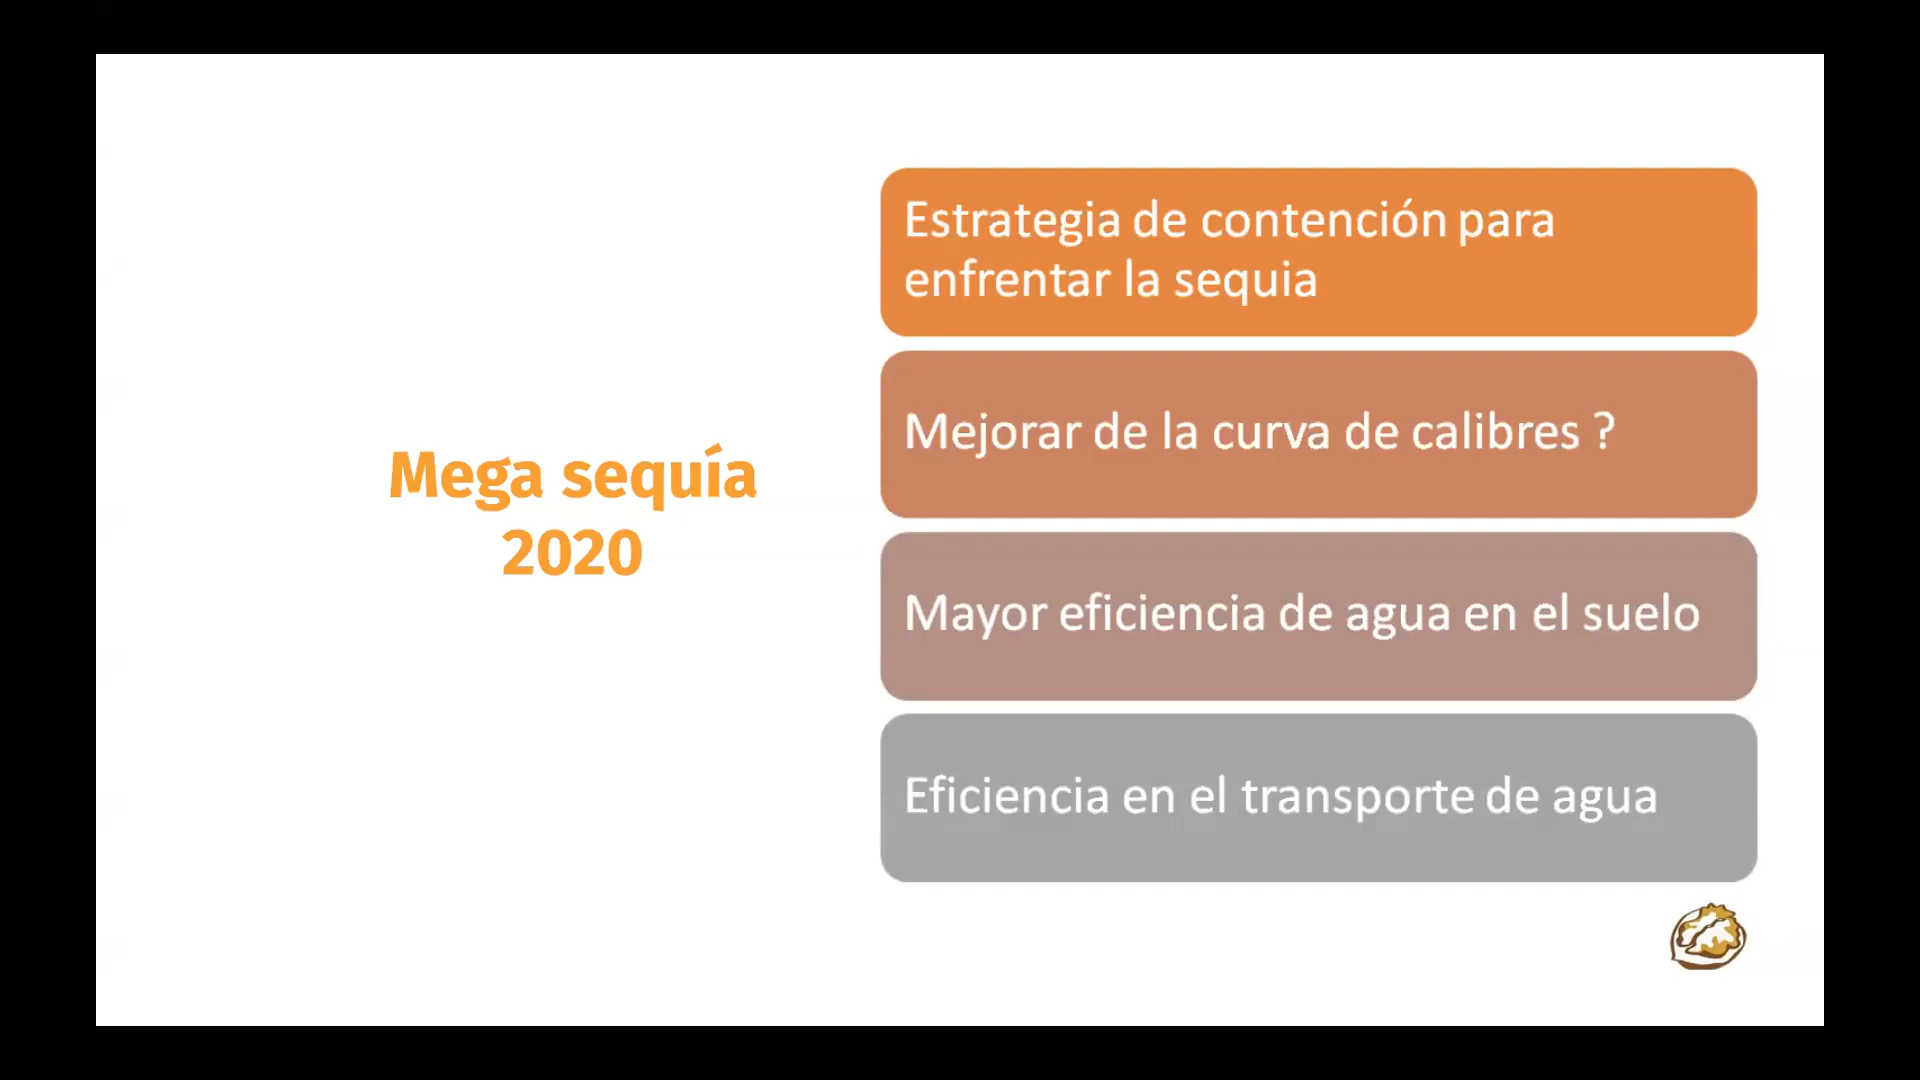 Mega sequía
2020
Estrategia de contención para
enfrentar la sequia
Mejorar de la curva de calibres ?
Mayor eficiencia de agua en el suelo
Eficiencia en el transporte de agua